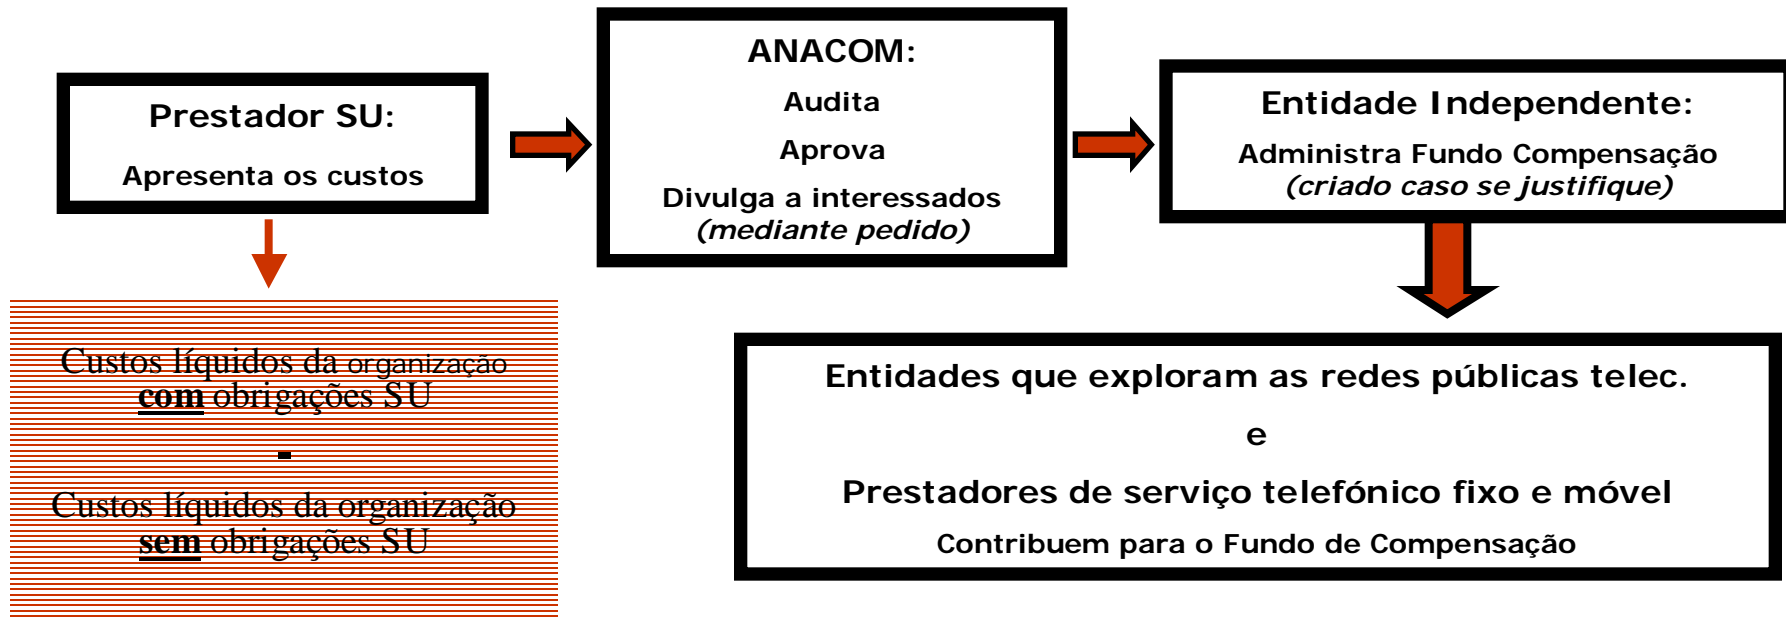 Prestador SU:
Apresenta os custos
ANACOM:
Audita
Aprova
Divulga a interessados
(mediante pedido)
Entidade Independente:
Administra Fundo Compensação
(criado caso se justifique)
Custos líquidos da organização
com obrigações SU
-
Custos líquidos da organização
sem obrigações SU
Entidades que exploram as redes públicas telec.
e
Prestadores de serviço telefónico fixo e móvel
Contribuem para o Fundo de Compensação